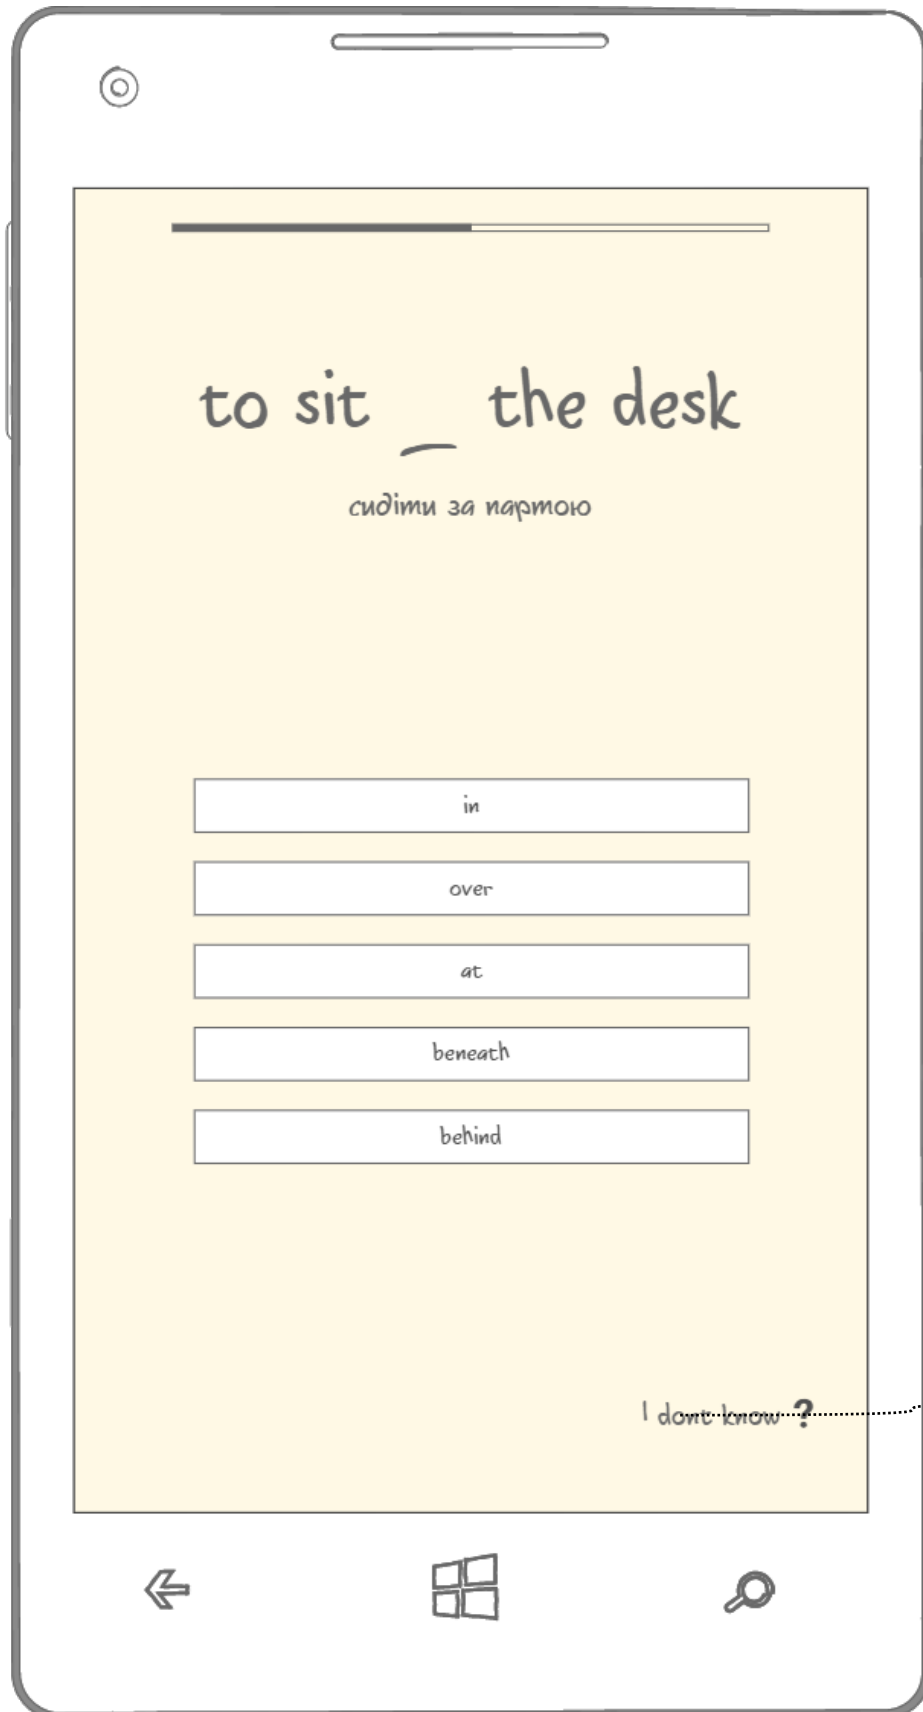 to sit _ the desk
сидіти за партою
in
over
at
beneath
behind
I dont know ?